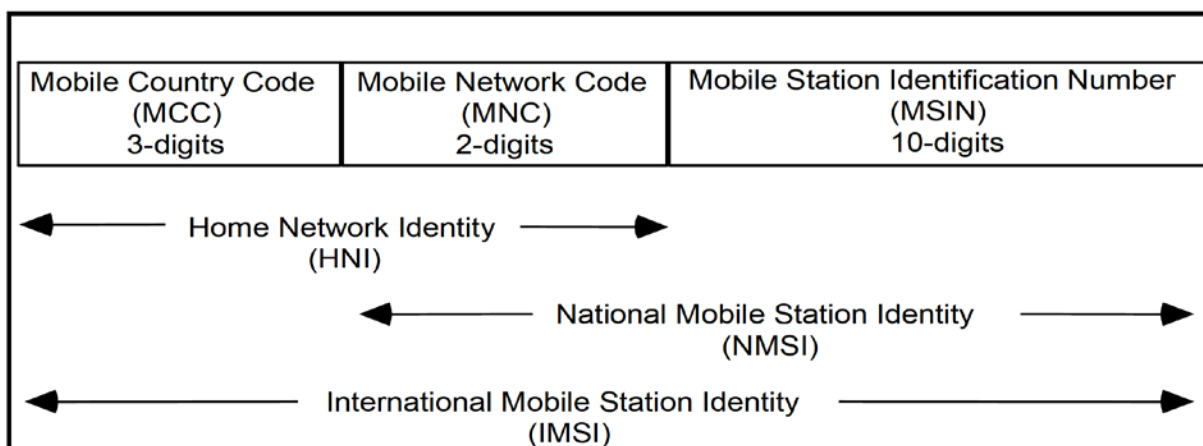 Mobile Country Code
(MCC)
3-digits
Mobile Network Code
(MNC)
2-digits
Mobile Station Identification Number
(MSIN)
10-digits
Home Network Identity
(HNI)
National Mobile Station Identity
(NMSI)
International Mobile Station Identity
(IMSI)